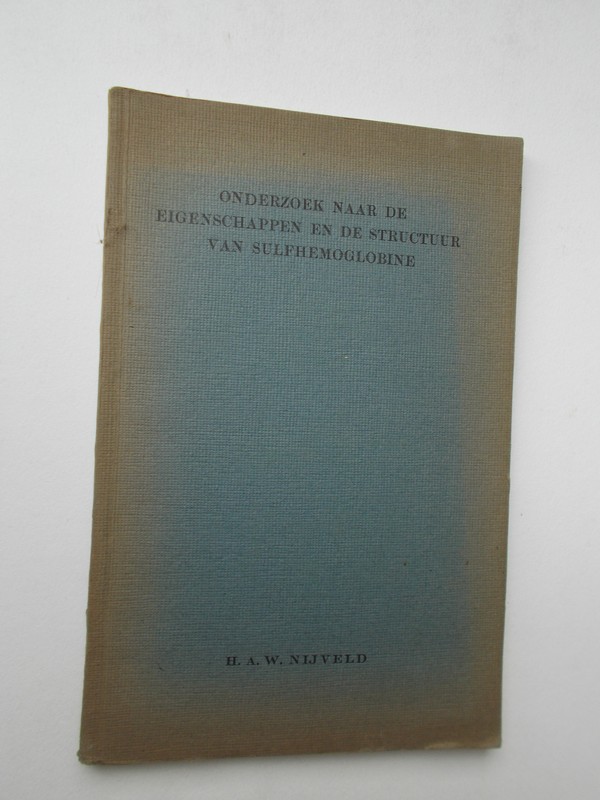 ONDERZOEK NAAR DE
EIGENSCHAPPEN EN DE STRUCTUUR
VAN SULFHEMOGLOBINE
H. A. W. NIJVELD